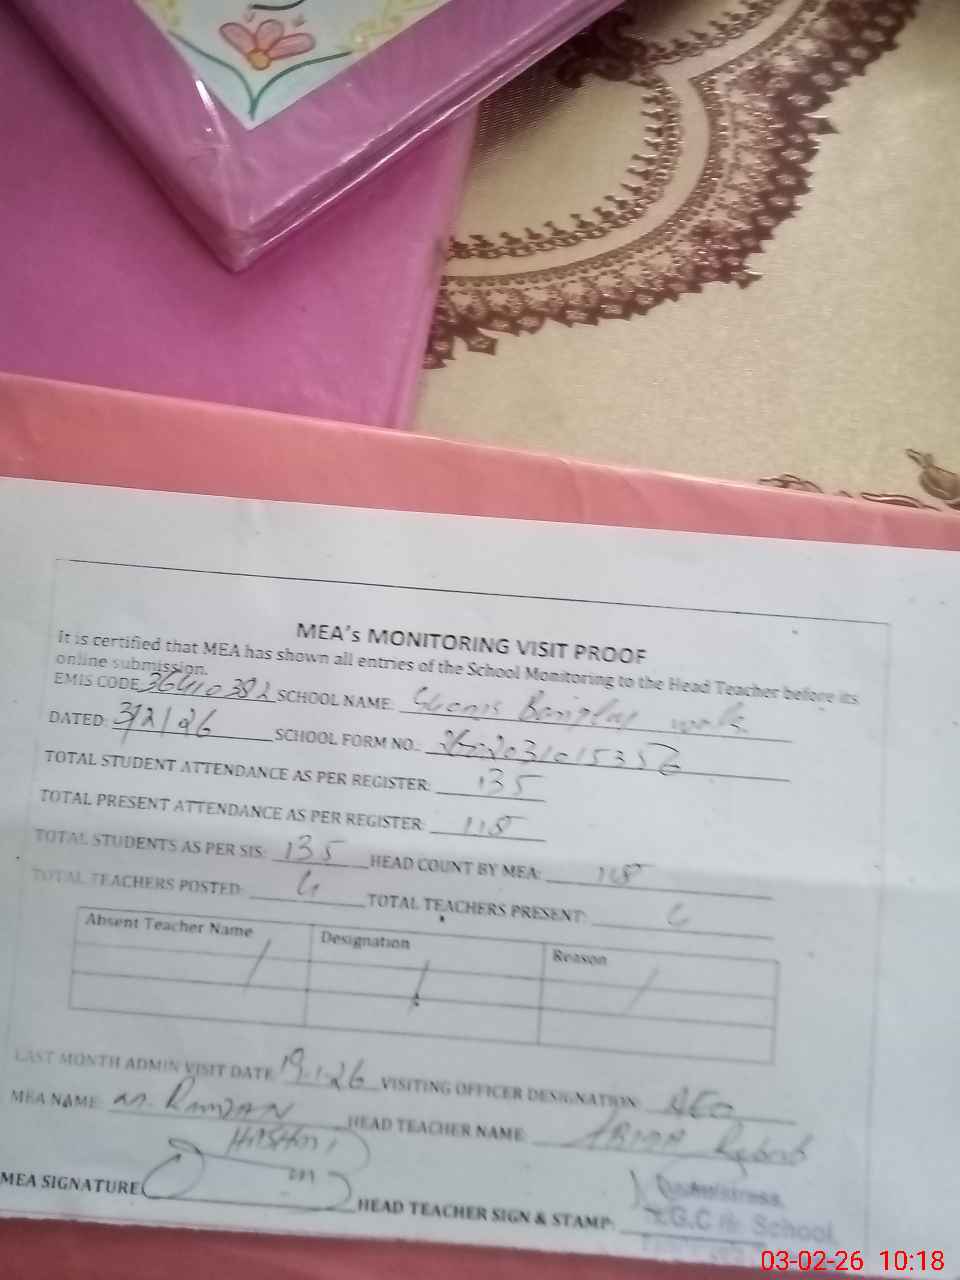 MEA's MONITORING VISIT PROOF
It is certified that MEA has shown all entries of the School Monitoring to the Head Teacher before its
online submission.
EMIS CODE 36410382 SCHOOL NAME:
DATED: 3/2/26 SCHOOL FORM NO.:
TOTAL STUDENT ATTENDANCE AS PER REGISTER: 135
TOTAL PRESENT ATTENDANCE AS PER REGISTER: 118
TOTAL STUDENTS AS PER SIS: 135 HEAD COUNT BY MEA: 118
TOTAL TEACHERS POSTED: TOTAL TEACHERS PRESENT:
Absent Teacher Name Designation Reason
LAST MONTH ADMIN VISIT DATE 19.1.26 VISITING OFFICER DESIGNATION: AEO
MEA NAME: M. RAMZAN HEAD TEACHER NAME:
HASHMI
MEA SIGNATURE: HEAD TEACHER SIGN & STAMP:
School
03-02-26 10:18